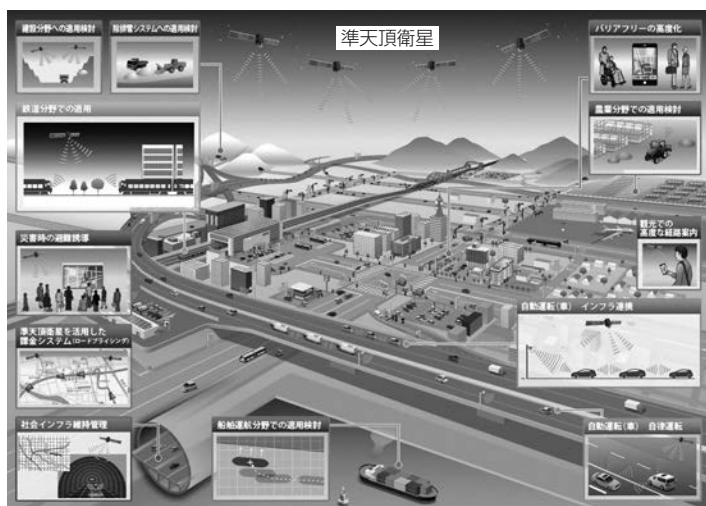 準天頂衛星
建設分野への適用検討
除排雪システムへの適用検討
バリアフリーの高度化
鉄道分野での適用
農業分野での適用検討
観光での
高度な経路案内
災害時の避難誘導
自動運転(車) インフラ連携
準天頂衛星を活用した
課金システム(ロードプライシング)
社会インフラ維持管理
船舶運航分野での適用検討
自動運転(車) 自律運転